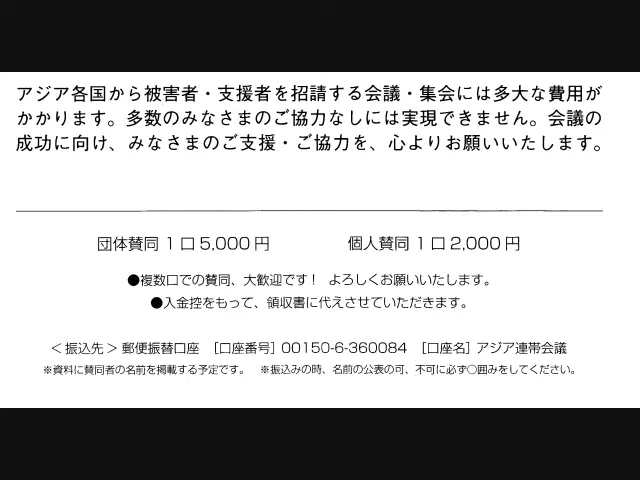 アジア各国から被害者・支援者を招請する会議・集会には多大な費用が
かかります。多数のみなさまのご協力なしには実現できません。会議の
成功に向け、みなさまのご支援・ご協力を、心よりお願いいたします。
団体賛同 1 口 5,000 円 個人賛同 1 口 2,000 円
●複数口での賛同、大歓迎です! よろしくお願いいたします。
●入金控をもって、領収書に代えさせていただきます。
＜振込先＞郵便振替口座 [口座番号] 00150-6-360084 [口座名] アジア連帯会議
※資料に賛同者の名前を掲載する予定です。 ※振込みの時、名前の公表の可、不可に必ず○囲みをしてください。